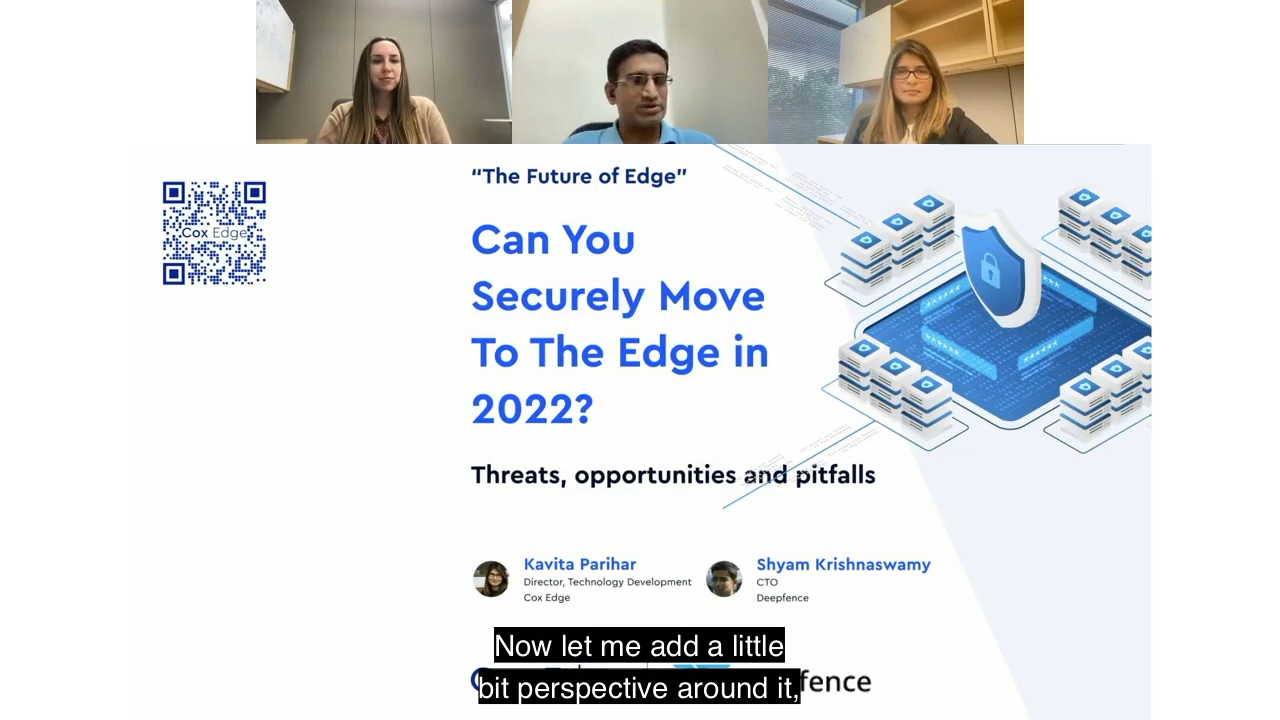 Cox Edge
“The Future of Edge”
Can You
Securely Move
To The Edge in
2022?
Threats, opportunities and pitfalls
Kavita Parihar
Director, Technology Development
Cox Edge
Shyam Krishnaswamy
CTO
Deepfence
Now let me add a little
bit perspective around it,
fence